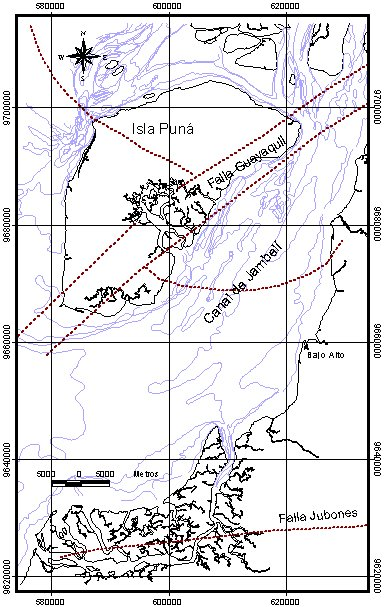 580000 600000 620000
N
W E
S
9700000 9700000
Isla Puná
Falla Guayaquil
9680000 9680000
Canal de Jambelí
9660000 9660000
Bajo Alto
9640000 9640000
5000 0 5000 Metros
Falla Jubones
9620000 9620000
580000 600000 620000